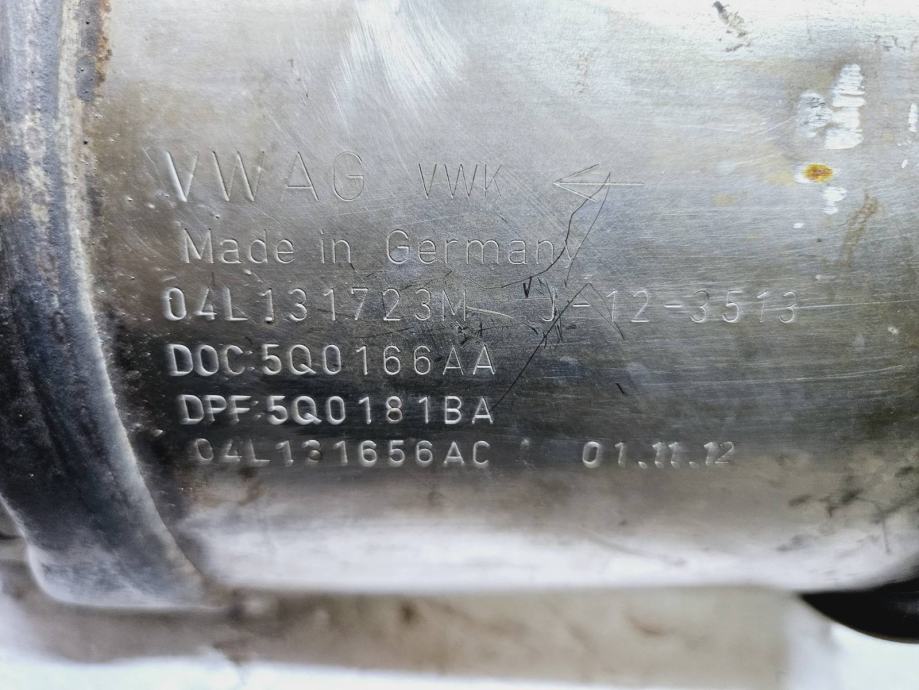 VWAG VWK
Made in Germany
04L131723M J-12-3513
DOC:5Q0166AA
DPF:5Q0181BA
04L131656AC 01.11.12